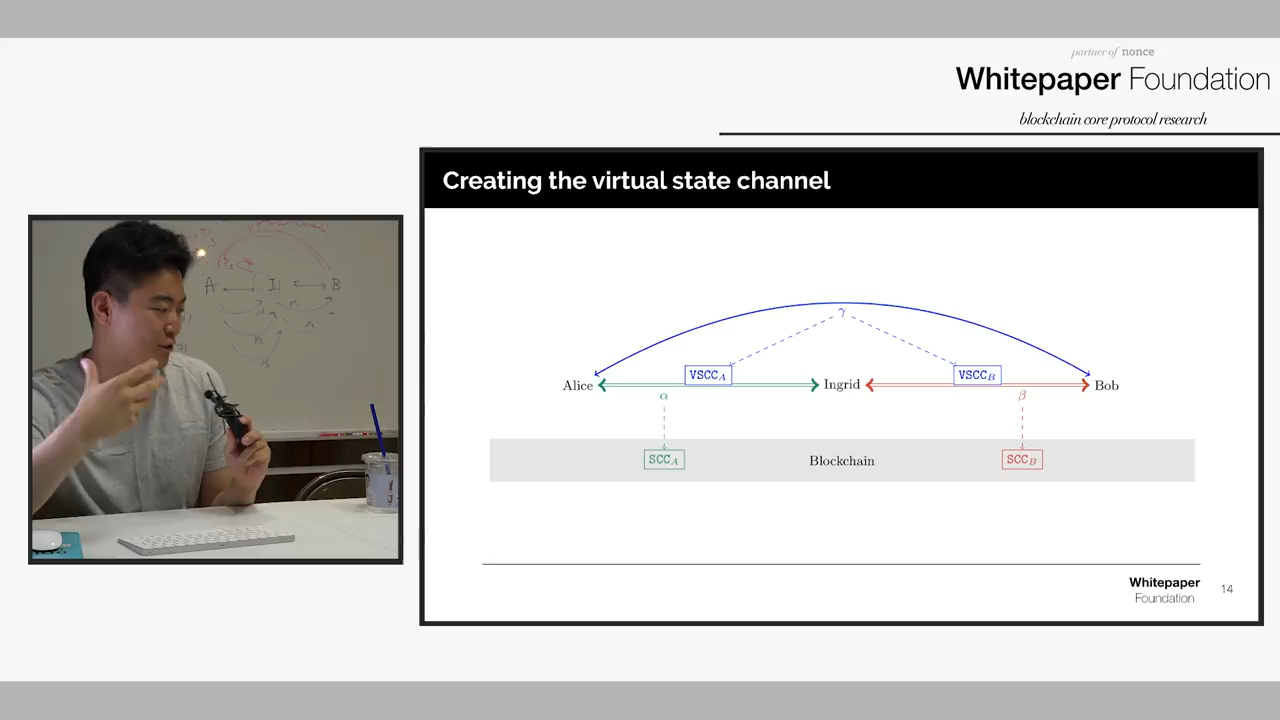 partner of nonce
Whitepaper Foundation
blockchain core protocol research
Creating the virtual state channel
γ
VSCC_A
VSCC_B
Alice
Ingrid
Bob
α
β
SCC_A
Blockchain
SCC_B
A
I
B
Whitepaper
Foundation
14